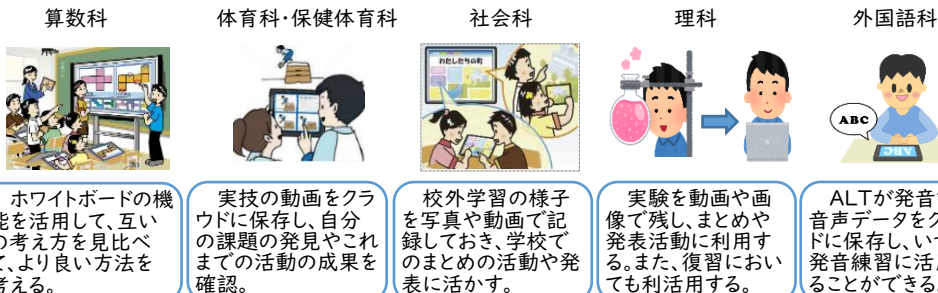 算数科
体育科・保健体育科
社会科
理科
外国語科
わたしたちの町
ABC
ABC
ホワイトボードの機
能を活用して、互い
の考え方を見比べ
て、より良い方法を
考える。
実技の動画をクラ
ウドに保存し、自分
の課題の発見やこれ
までの活動の成果を
確認。
校外学習の様子
を写真や動画で記
録しておき、学校で
のまとめの活動や発
表に活かす。
実験を動画や画
像で残し、まとめや
発表活動に利用す
る。また、復習におい
ても利活用する。
ALTが発音
音声データをク
ドに保存し、い
発音練習に活
ることができる